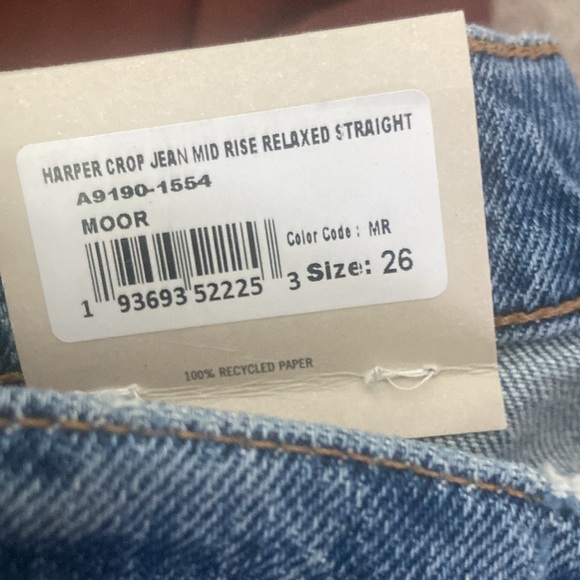 HARPER CROP JEAN MID RISE RELAXED STRAIGHT
A9190-1554
MOOR
Color Code : MR
Size: 26
1 93693 52225 3
100% RECYCLED PAPER